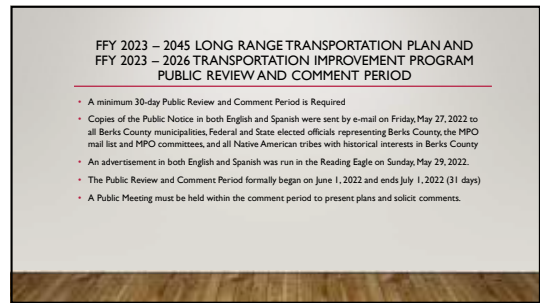 FFY 2023 – 2045 LONG RANGE TRANSPORTATION PLAN AND
FFY 2023 – 2026 TRANSPORTATION IMPROVEMENT PROGRAM
PUBLIC REVIEW AND COMMENT PERIOD
• A minimum 30-day Public Review and Comment Period is Required
• Copies of the Public Notice in both English and Spanish were sent by e-mail on Friday, May 27, 2022 to
all Berks County municipalities, Federal and State elected officials representing Berks County, the MPO
mail list and MPO committees, and all Native American tribes with historical interests in Berks County
• An advertisement in both English and Spanish was run in the Reading Eagle on Sunday, May 29, 2022.
• The Public Review and Comment Period formally began on June 1, 2022 and ends July 1, 2022 (31 days)
• A Public Meeting must be held within the comment period to present plans and solicit comments.